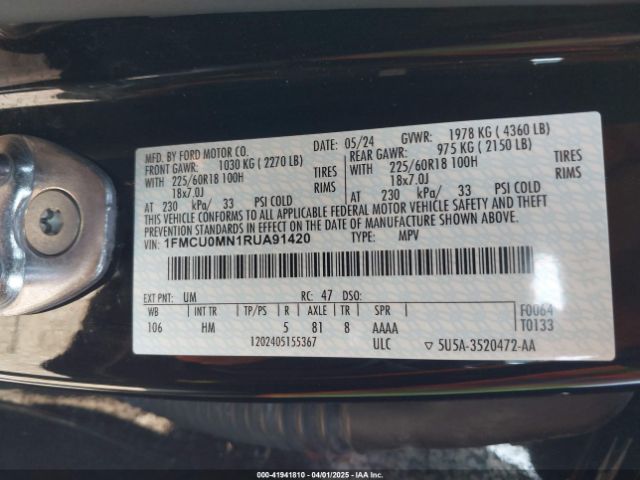 MFD. BY FORD MOTOR CO.
DATE: 05/24
GVWR: 1978 KG ( 4360 LB)
FRONT GAWR: 1030 KG ( 2270 LB)
REAR GAWR: 975 KG ( 2150 LB)
WITH 225/60R18 100H TIRES
WITH 225/60R18 100H TIRES
18x7.0J RIMS
18x7.0J RIMS
AT 230 kPa/ 33 PSI COLD
AT 230 kPa/ 33 PSI COLD
THIS VEHICLE CONFORMS TO ALL APPLICABLE FEDERAL MOTOR VEHICLE SAFETY AND THEFT
PREVENTION STANDARDS IN EFFECT ON THE DATE OF MANUFACTURE SHOWN ABOVE.
VIN: 1FMCU0MN1RUA91420
TYPE: MPV
EXT PNT: UM RC: 47 DSO:
WB INT TR TP/PS R AXLE TR SPR
106 HM 5 81 8 AAAA
F0064
T0133
1202405155367 ULC ▽ 5U5A-3520472-AA
000-41941810 - 04/01/2025 - IAAI.COM